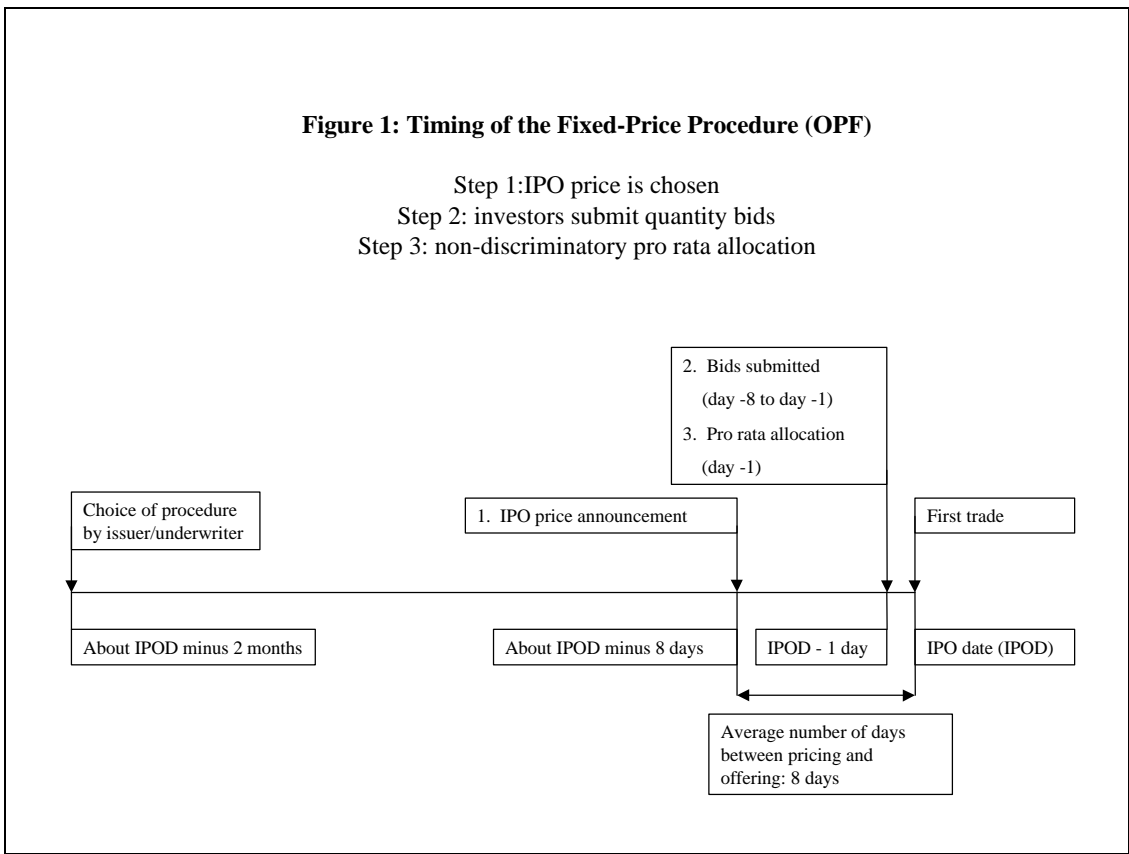 Figure 1: Timing of the Fixed-Price Procedure (OPF)
Step 1:IPO price is chosen
Step 2: investors submit quantity bids
Step 3: non-discriminatory pro rata allocation
2. Bids submitted
(day -8 to day -1)
3. Pro rata allocation
(day -1)
Choice of procedure
by issuer/underwriter
1. IPO price announcement
First trade
About IPOD minus 2 months
About IPOD minus 8 days
IPOD - 1 day
IPO date (IPOD)
Average number of days
between pricing and
offering: 8 days